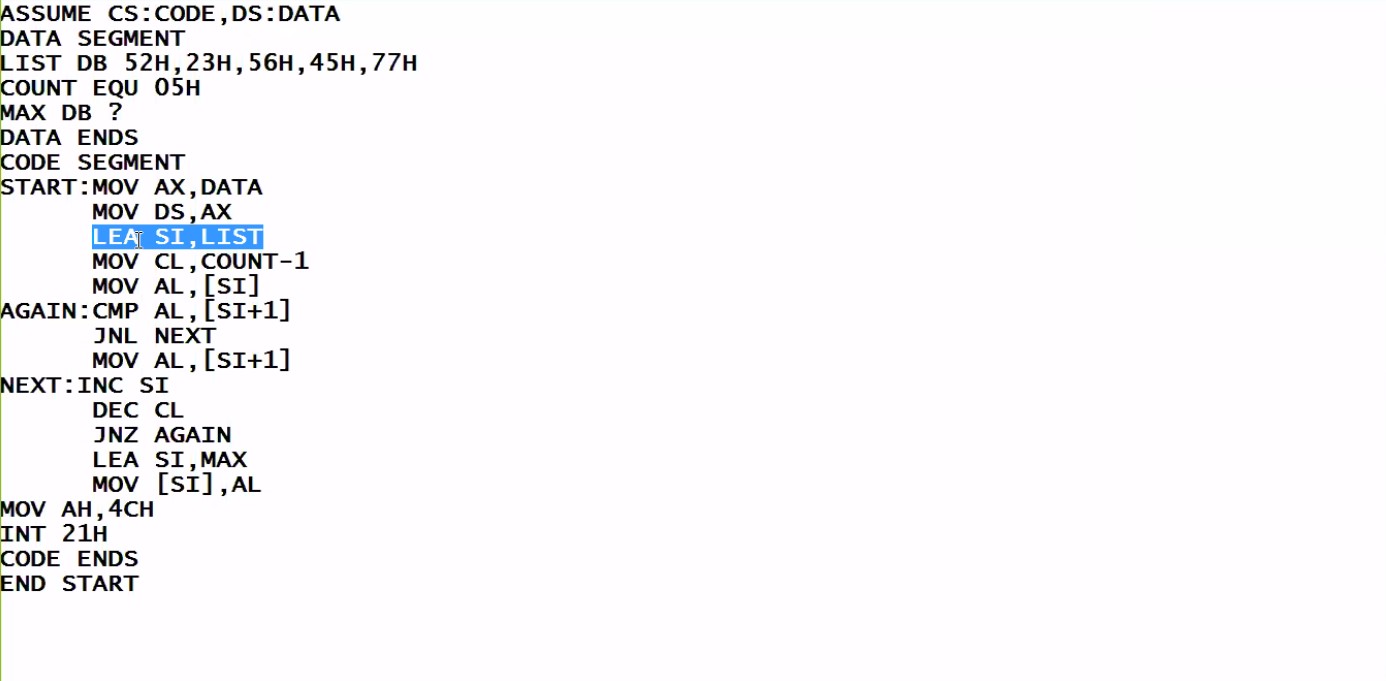 ASSUME CS:CODE,DS:DATA
DATA SEGMENT
LIST DB 52H,23H,56H,45H,77H
COUNT EQU 05H
MAX DB ?
DATA ENDS
CODE SEGMENT
START:MOV AX,DATA
MOV DS,AX
LEA SI,LIST
MOV CL,COUNT-1
MOV AL,[SI]
AGAIN:CMP AL,[SI+1]
JNL NEXT
MOV AL,[SI+1]
NEXT:INC SI
DEC CL
JNZ AGAIN
LEA SI,MAX
MOV [SI],AL
MOV AH,4CH
INT 21H
CODE ENDS
END START